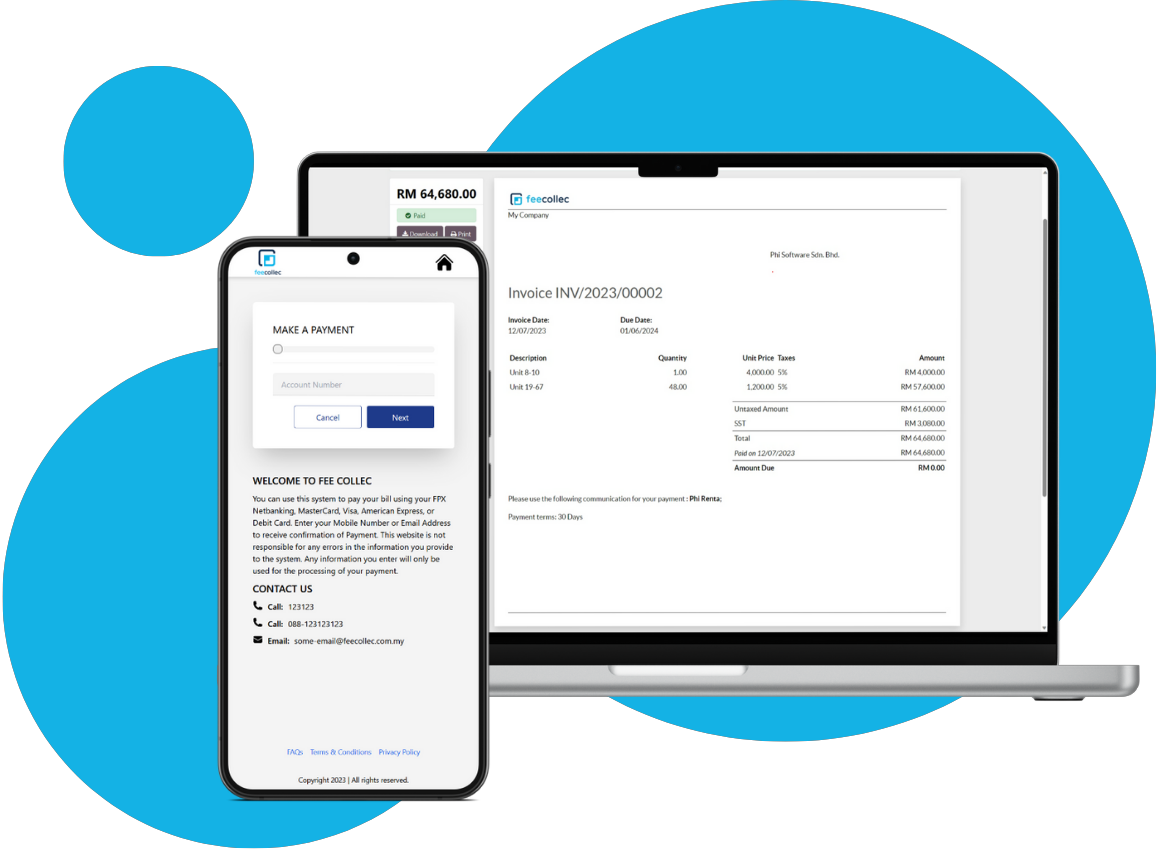 RM 64,680.00
Paid
Download Print
feecollec
My Company
Phi Software Sdn. Bhd.
Invoice INV/2023/00002
Invoice Date: Due Date:
12/07/2023 01/06/2024
Description Quantity Unit Price Taxes Amount
Unit 8-10 1.00 4,000.00 5% RM 4,000.00
Unit 19-67 48.00 1,200.00 5% RM 57,600.00
Untaxed Amount RM 61,600.00
SST RM 3,080.00
Total RM 64,680.00
Paid on 12/07/2023 RM 64,680.00
Amount Due RM 0.00
Please use the following communication for your payment : Phi Renta;
Payment terms: 30 Days
feecollec
MAKE A PAYMENT
Account Number
Cancel Next
WELCOME TO FEE COLLEC
You can use this system to pay your bill using your FPX
Netbanking, MasterCard, Visa, American Express, or
Debit Card. Enter your Mobile Number or Email Address
to receive confirmation of Payment. This website is not
responsible for any errors in the information you provide
to the system. Any information you enter will only be
used for the processing of your payment.
CONTACT US
Call: 123123
Call: 088-123123123
Email: some-email@feecollec.com.my
FAQs Terms & Conditions Privacy Policy
Copyright 2023 | All rights reserved.